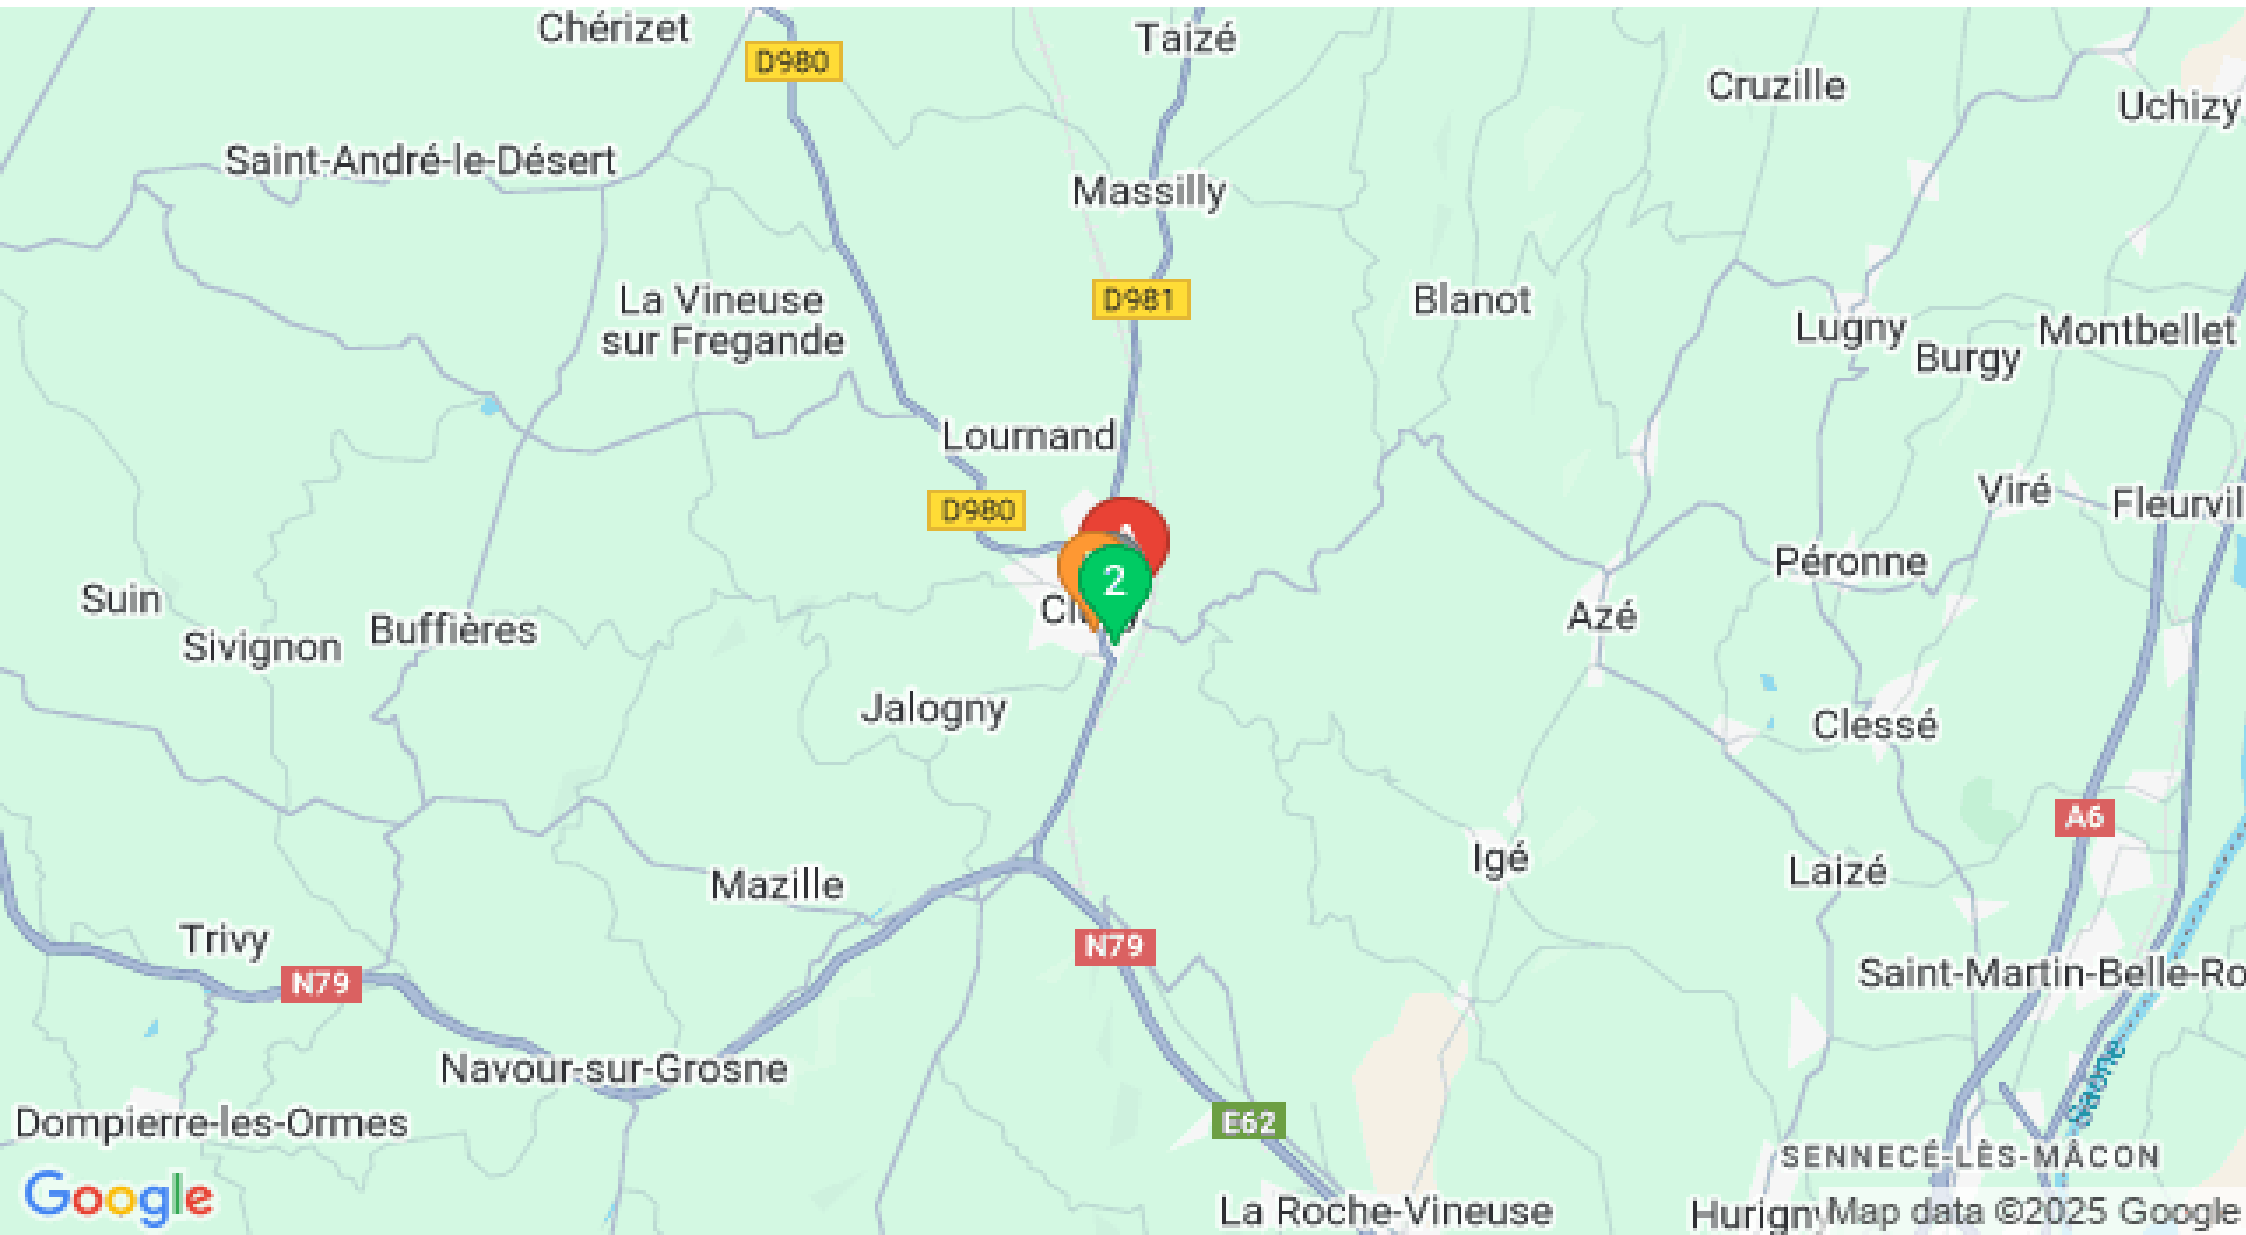 Chérizet
Taizé
D980
Cruzille
Uchizy
Saint-André-le-Désert
Massilly
La Vineuse
sur Fregande
D981
Blanot
Lugny
Montbellet
Burgy
Lournand
D980
Viré
Fleurvil
Péronne
2
Suin
Azé
Buffières
Sivignon
Jalogny
Clessé
A6
Igé
Laizé
Mazille
Trivy
N79
N79
Saint-Martin-Belle-Ro
Navour-sur-Grosne
Saône
Dompierre-les-Ormes
E62
SENNECÉ-LÈS-MÂCON
Google
La Roche-Vineuse
Hurign
Map data ©2025 Google